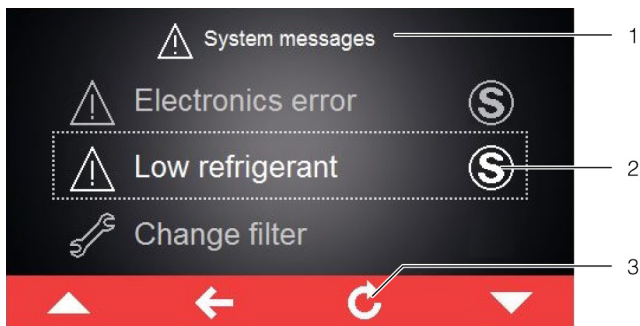 System messages
1
Electronics error
S
Low refrigerant
S
2
Change filter
3